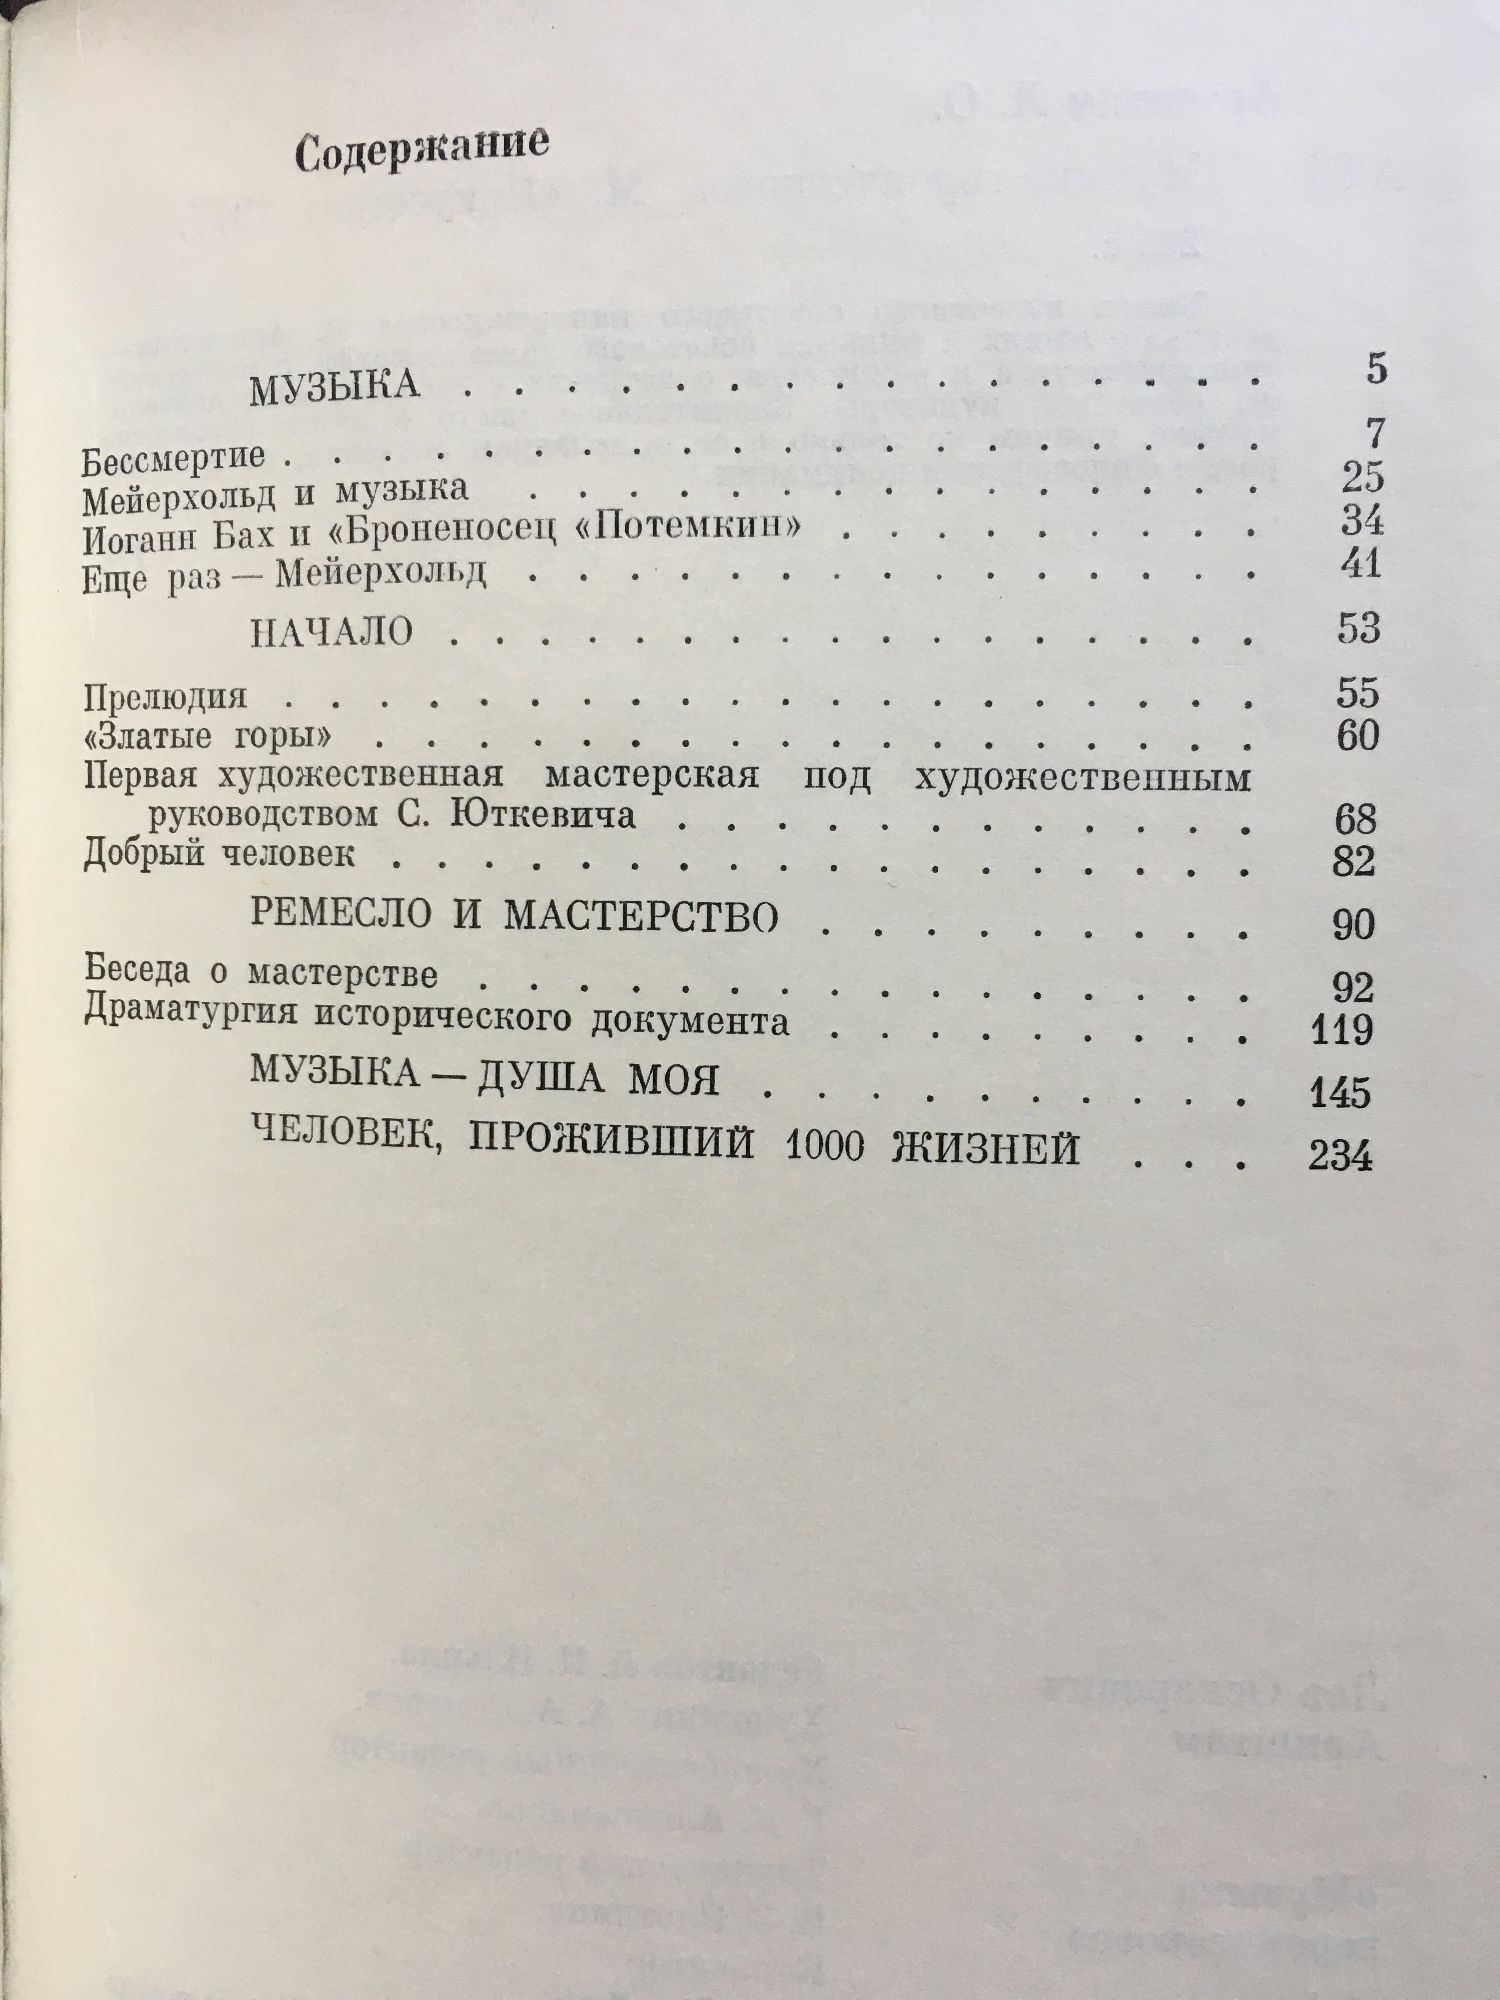 Содержание
МУЗЫКА . . . . . . . . . . . . . . . . 5
Бессмертие . . . . . . . . . . . . . . . . . . . . 7
Мейерхольд и музыка . . . . . . . . . . . . . . . 25
Иоганн Бах и «Броненосец «Потемкин» . . . . . . . . . 34
Еще раз — Мейерхольд . . . . . . . . . . . . . . . 41
НАЧАЛО . . . . . . . . . . . . . . . . . 53
Прелюдия . . . . . . . . . . . . . . . . . . . . 55
«Златые горы» . . . . . . . . . . . . . . . . . . 60
Первая художественная мастерская под художественным
руководством С. Юткевича . . . . . . . . . . . . 68
Добрый человек . . . . . . . . . . . . . . . . . . 82
РЕМЕСЛО И МАСТЕРСТВО . . . . . . . . . 90
Беседа о мастерстве . . . . . . . . . . . . . . . . 92
Драматургия исторического документа . . . . . . . . . 119
МУЗЫКА — ДУША МОЯ . . . . . . . . . . 145
ЧЕЛОВЕК, ПРОЖИВШИЙ 1000 ЖИЗНЕЙ . . . 234